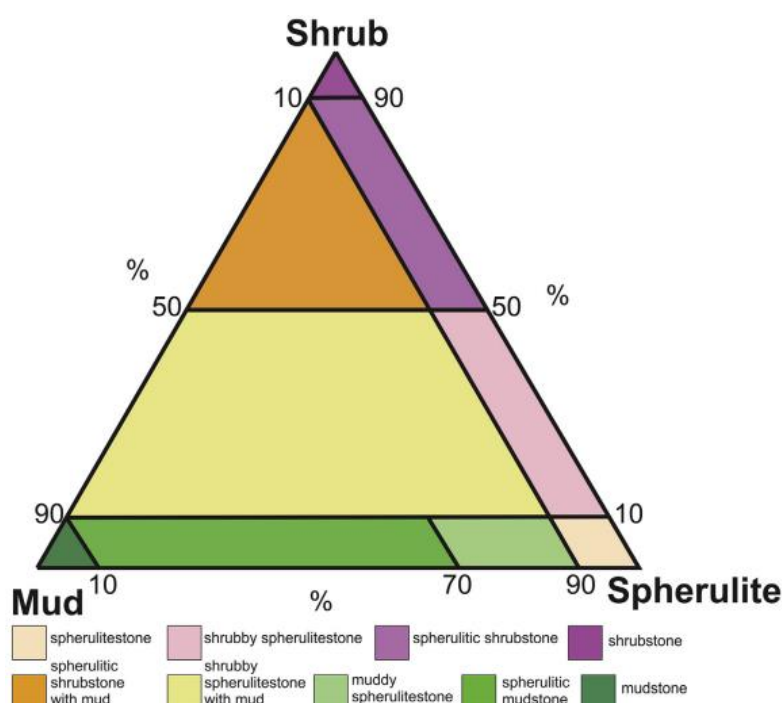 Shrub
10 90
% %
50 50
90 10
10 70 90
Mud % Spherulite
spherulitestone
shrubby spherulitestone
spherulitic shrubstone
shrubstone
spherulitic
shrubstone
with mud
shrubby
spherulitestone
with mud
muddy
spherulitestone
spherulitic
mudstone
mudstone